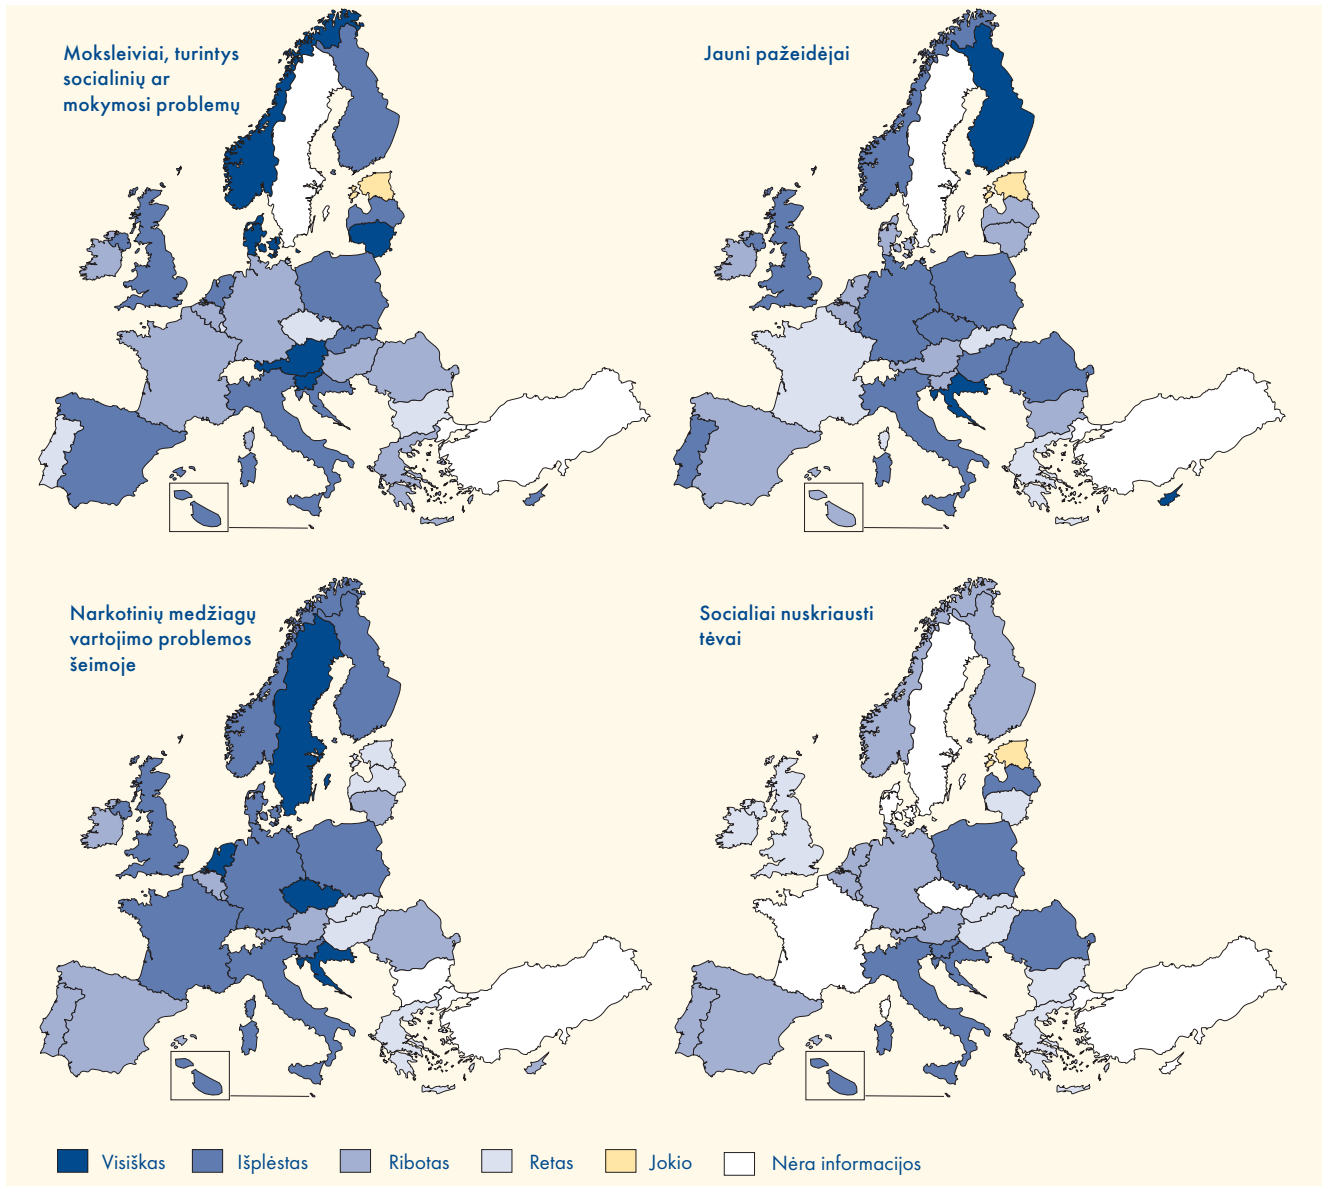 Moksleiviai, turintys
socialinių ar
mokymosi problemų
Jauni pažeidėjai
Narkotinių medžiagų
vartojimo problemos
šeimoje
Socialiai nuskriausti
tėvai
Visiškas
Išplėstas
Ribotas
Retas
Jokio
Nėra informacijos